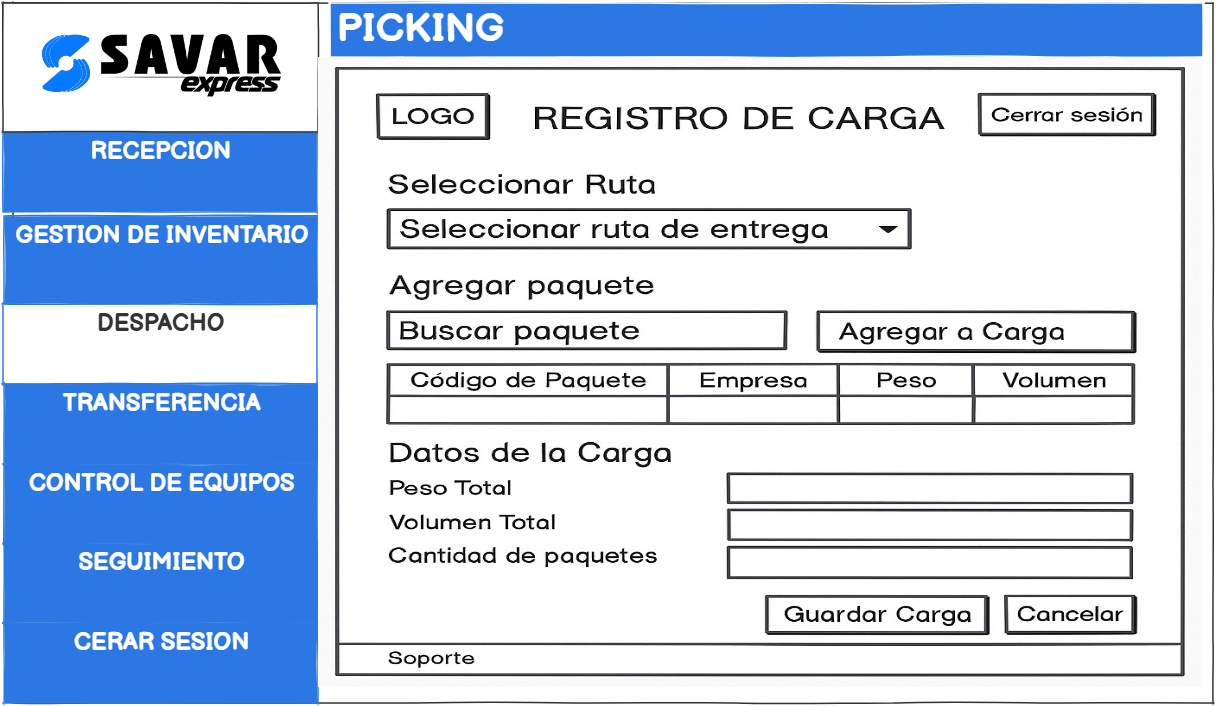 SAVAR
express
RECEPCION
GESTION DE INVENTARIO
DESPACHO
TRANSFERENCIA
CONTROL DE EQUIPOS
SEGUIMIENTO
CERAR SESION
PICKING
LOGO REGISTRO DE CARGA Cerrar sesión
Seleccionar Ruta
Seleccionar ruta de entrega
Agregar paquete
Buscar paquete Agregar a Carga
Código de Paquete Empresa Peso Volumen
Datos de la Carga
Peso Total
Volumen Total
Cantidad de paquetes
Guardar Carga Cancelar
Soporte